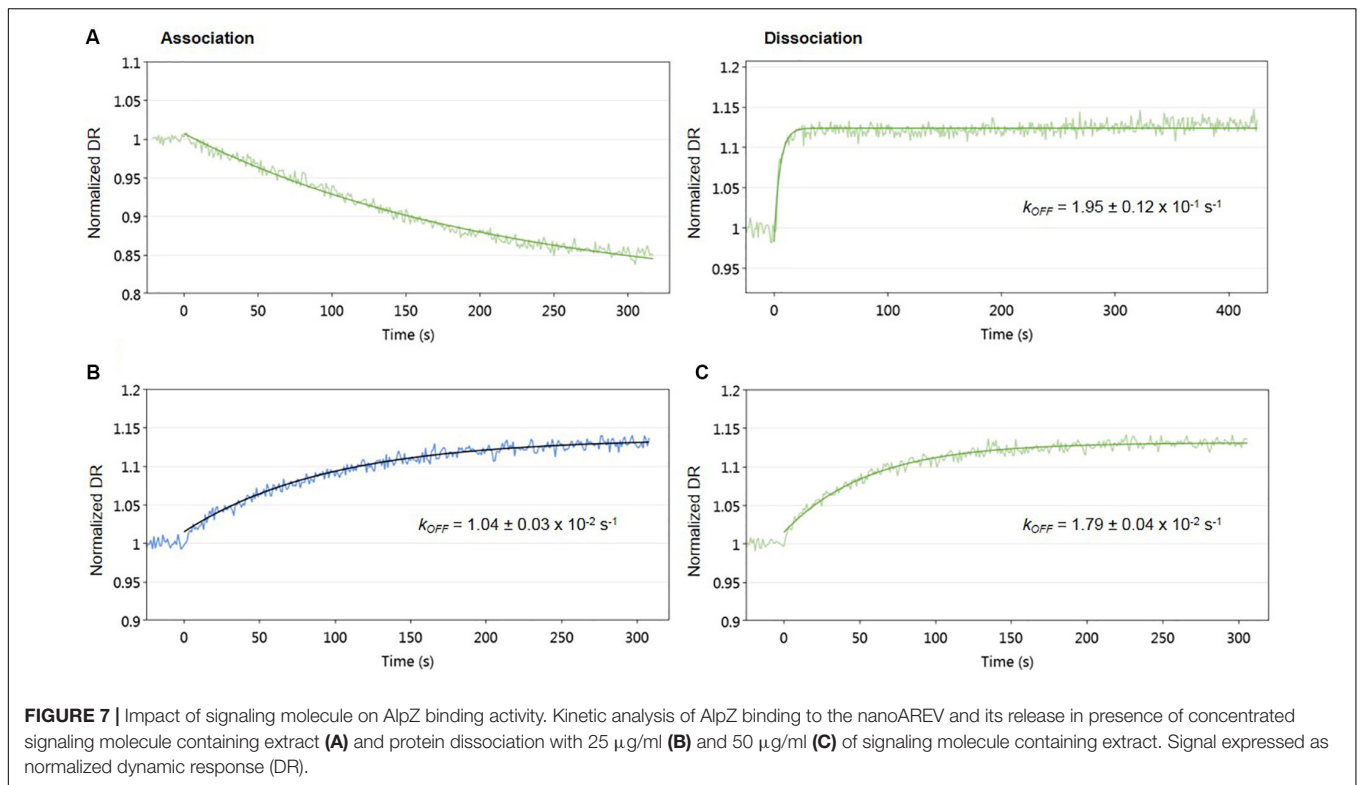 A
Association
Dissociation
1.1
1.05
1
0.95
0.9
0.85
0.8
Normalized DR
0
50
100
150
200
250
300
Time (s)
1.2
1.15
1.1
1.05
1
0.95
Normalized DR
k_OFF = 1.95 ± 0.12 x 10⁻¹ s⁻¹
0
100
200
300
400
Time (s)
B
1.2
1.15
1.1
1.05
1
0.95
0.9
Normalized DR
k_OFF = 1.04 ± 0.03 x 10⁻² s⁻¹
0
50
100
150
200
250
300
Time (s)
C
1.2
1.15
1.1
1.05
1
0.95
0.9
Normalized DR
k_OFF = 1.79 ± 0.04 x 10⁻² s⁻¹
0
50
100
150
200
250
300
Time (s)
FIGURE 7 | Impact of signaling molecule on AlpZ binding activity. Kinetic analysis of AlpZ binding to the nanoAREV and its release in presence of concentrated
signaling molecule containing extract (A) and protein dissociation with 25 μg/ml (B) and 50 μg/ml (C) of signaling molecule containing extract. Signal expressed as
normalized dynamic response (DR).